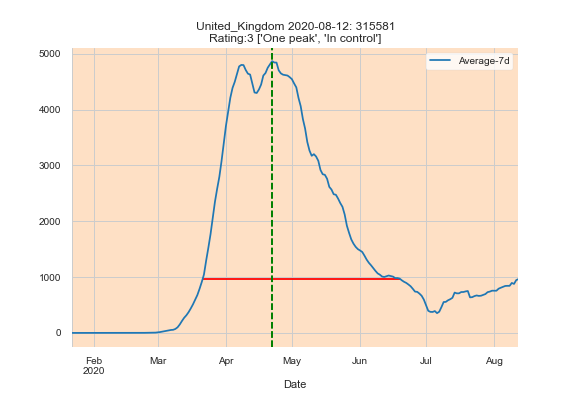 United_Kingdom 2020-08-12: 315581
Rating:3 ['One peak', 'In control']
Average-7d
5000
4000
3000
2000
1000
0
Feb Mar Apr May Jun Jul Aug
2020
Date